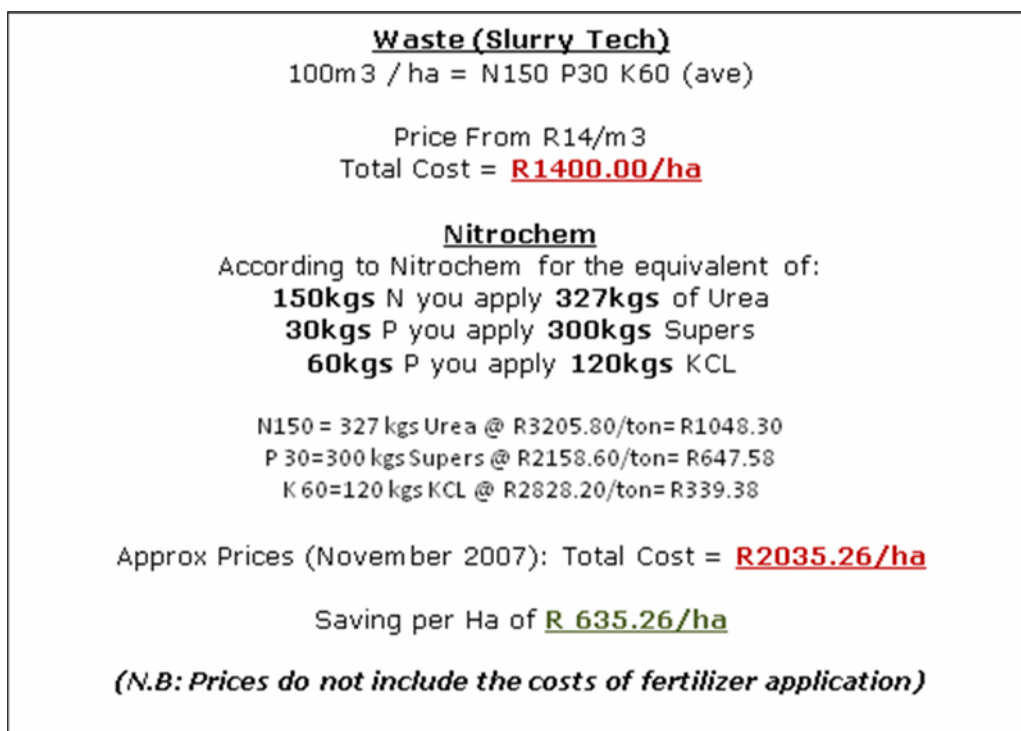 Waste (Slurry Tech)
100m3 / ha = N150 P30 K60 (ave)
Price From R14/m3
Total Cost = R1400.00/ha
Nitrochem
According to Nitrochem for the equivalent of:
150kgs N you apply 327kgs of Urea
30kgs P you apply 300kgs Supers
60kgs P you apply 120kgs KCL
N150 = 327 kgs Urea @ R3205.80/ton= R1048.30
P 30=300 kgs Supers @ R2158.60/ton= R647.58
K 60=120 kgs KCL @ R2828.20/ton= R339.38
Approx Prices (November 2007): Total Cost = R2035.26/ha
Saving per Ha of R 635.26/ha
(N.B: Prices do not include the costs of fertilizer application)